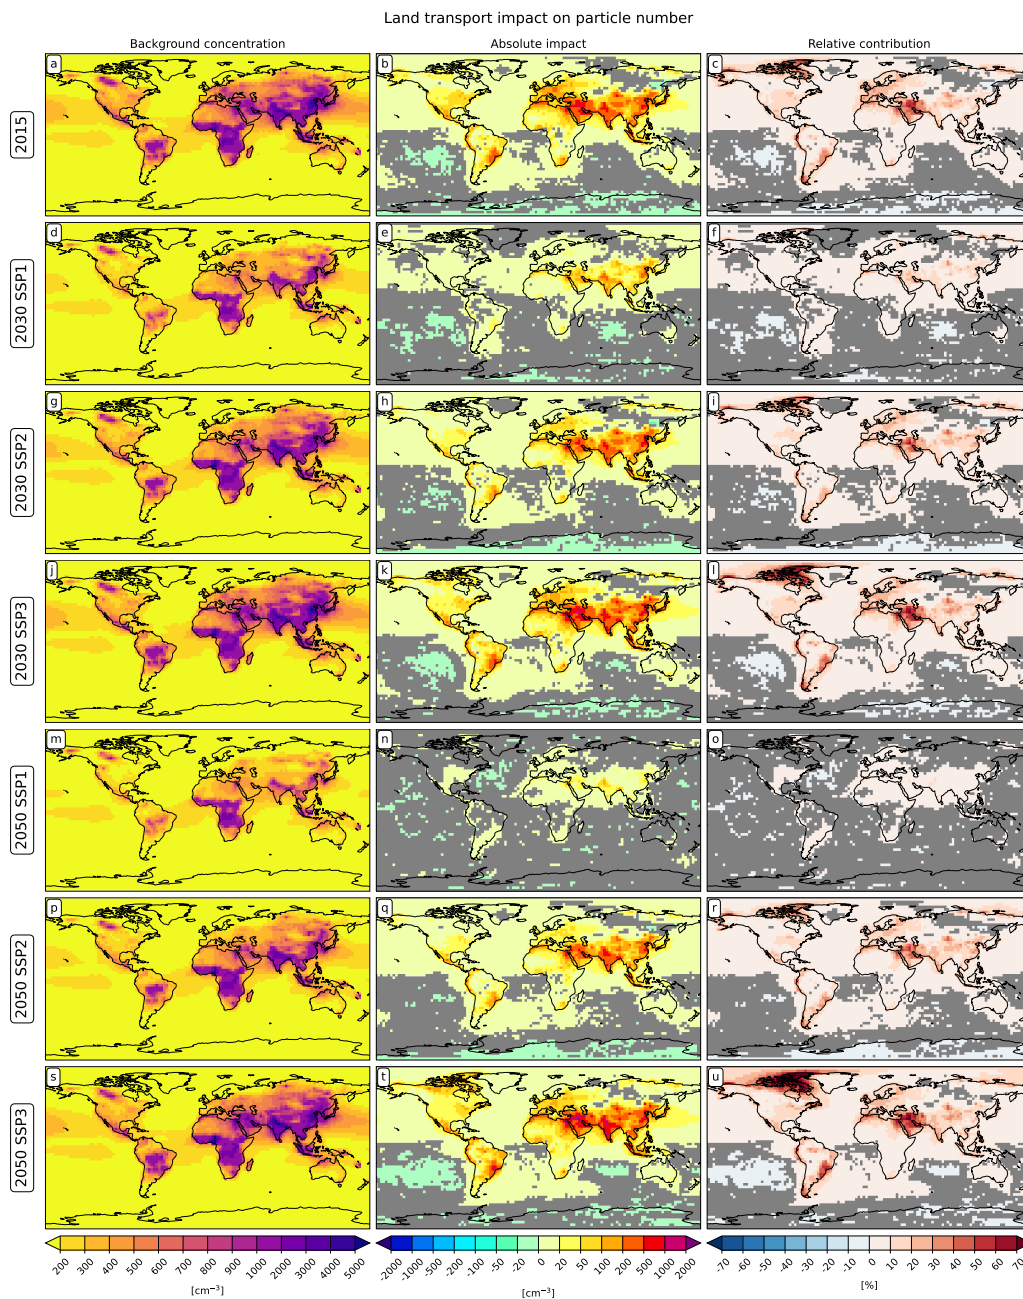 Land transport impact on particle number
Background concentration
Absolute impact
Relative contribution
2015
a
b
c
2030 SSP1
d
e
f
2030 SSP2
g
h
i
2030 SSP3
j
k
l
2050 SSP1
m
n
o
2050 SSP2
p
q
r
2050 SSP3
s
t
u
200 300 400 500 600 700 800 900 1000 2000 3000 4000 5000
[cm⁻³]
-2000 -1000 -500 -200 -100 -50 -20 0 20 50 100 200 500 1000 2000
[cm⁻³]
-70 -60 -50 -40 -30 -20 -10 0 10 20 30 40 50 60 70
[%]